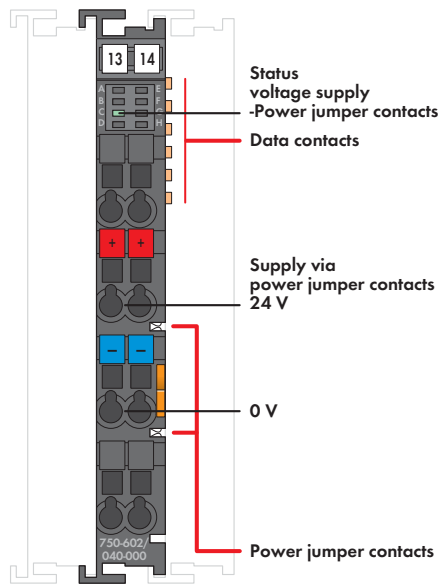 13 14
A E
B F
C G
D H
Status
voltage supply
-Power jumper contacts
Data contacts
+ +
Supply via
power jumper contacts
24 V
– –
0 V
750-602/
040-000
Power jumper contacts